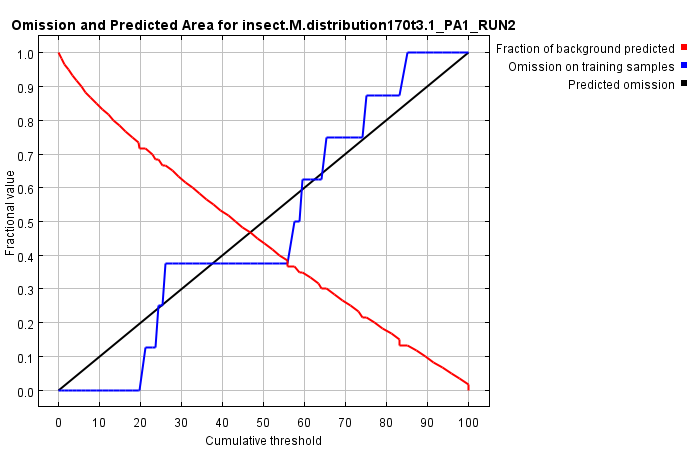 Omission and Predicted Area for insect.M.distribution170t3.1_PA1_RUN2
Fraction of background predicted
Omission on training samples
Predicted omission
Fractional value
1.0
0.9
0.8
0.7
0.6
0.5
0.4
0.3
0.2
0.1
0.0
0 10 20 30 40 50 60 70 80 90 100
Cumulative threshold